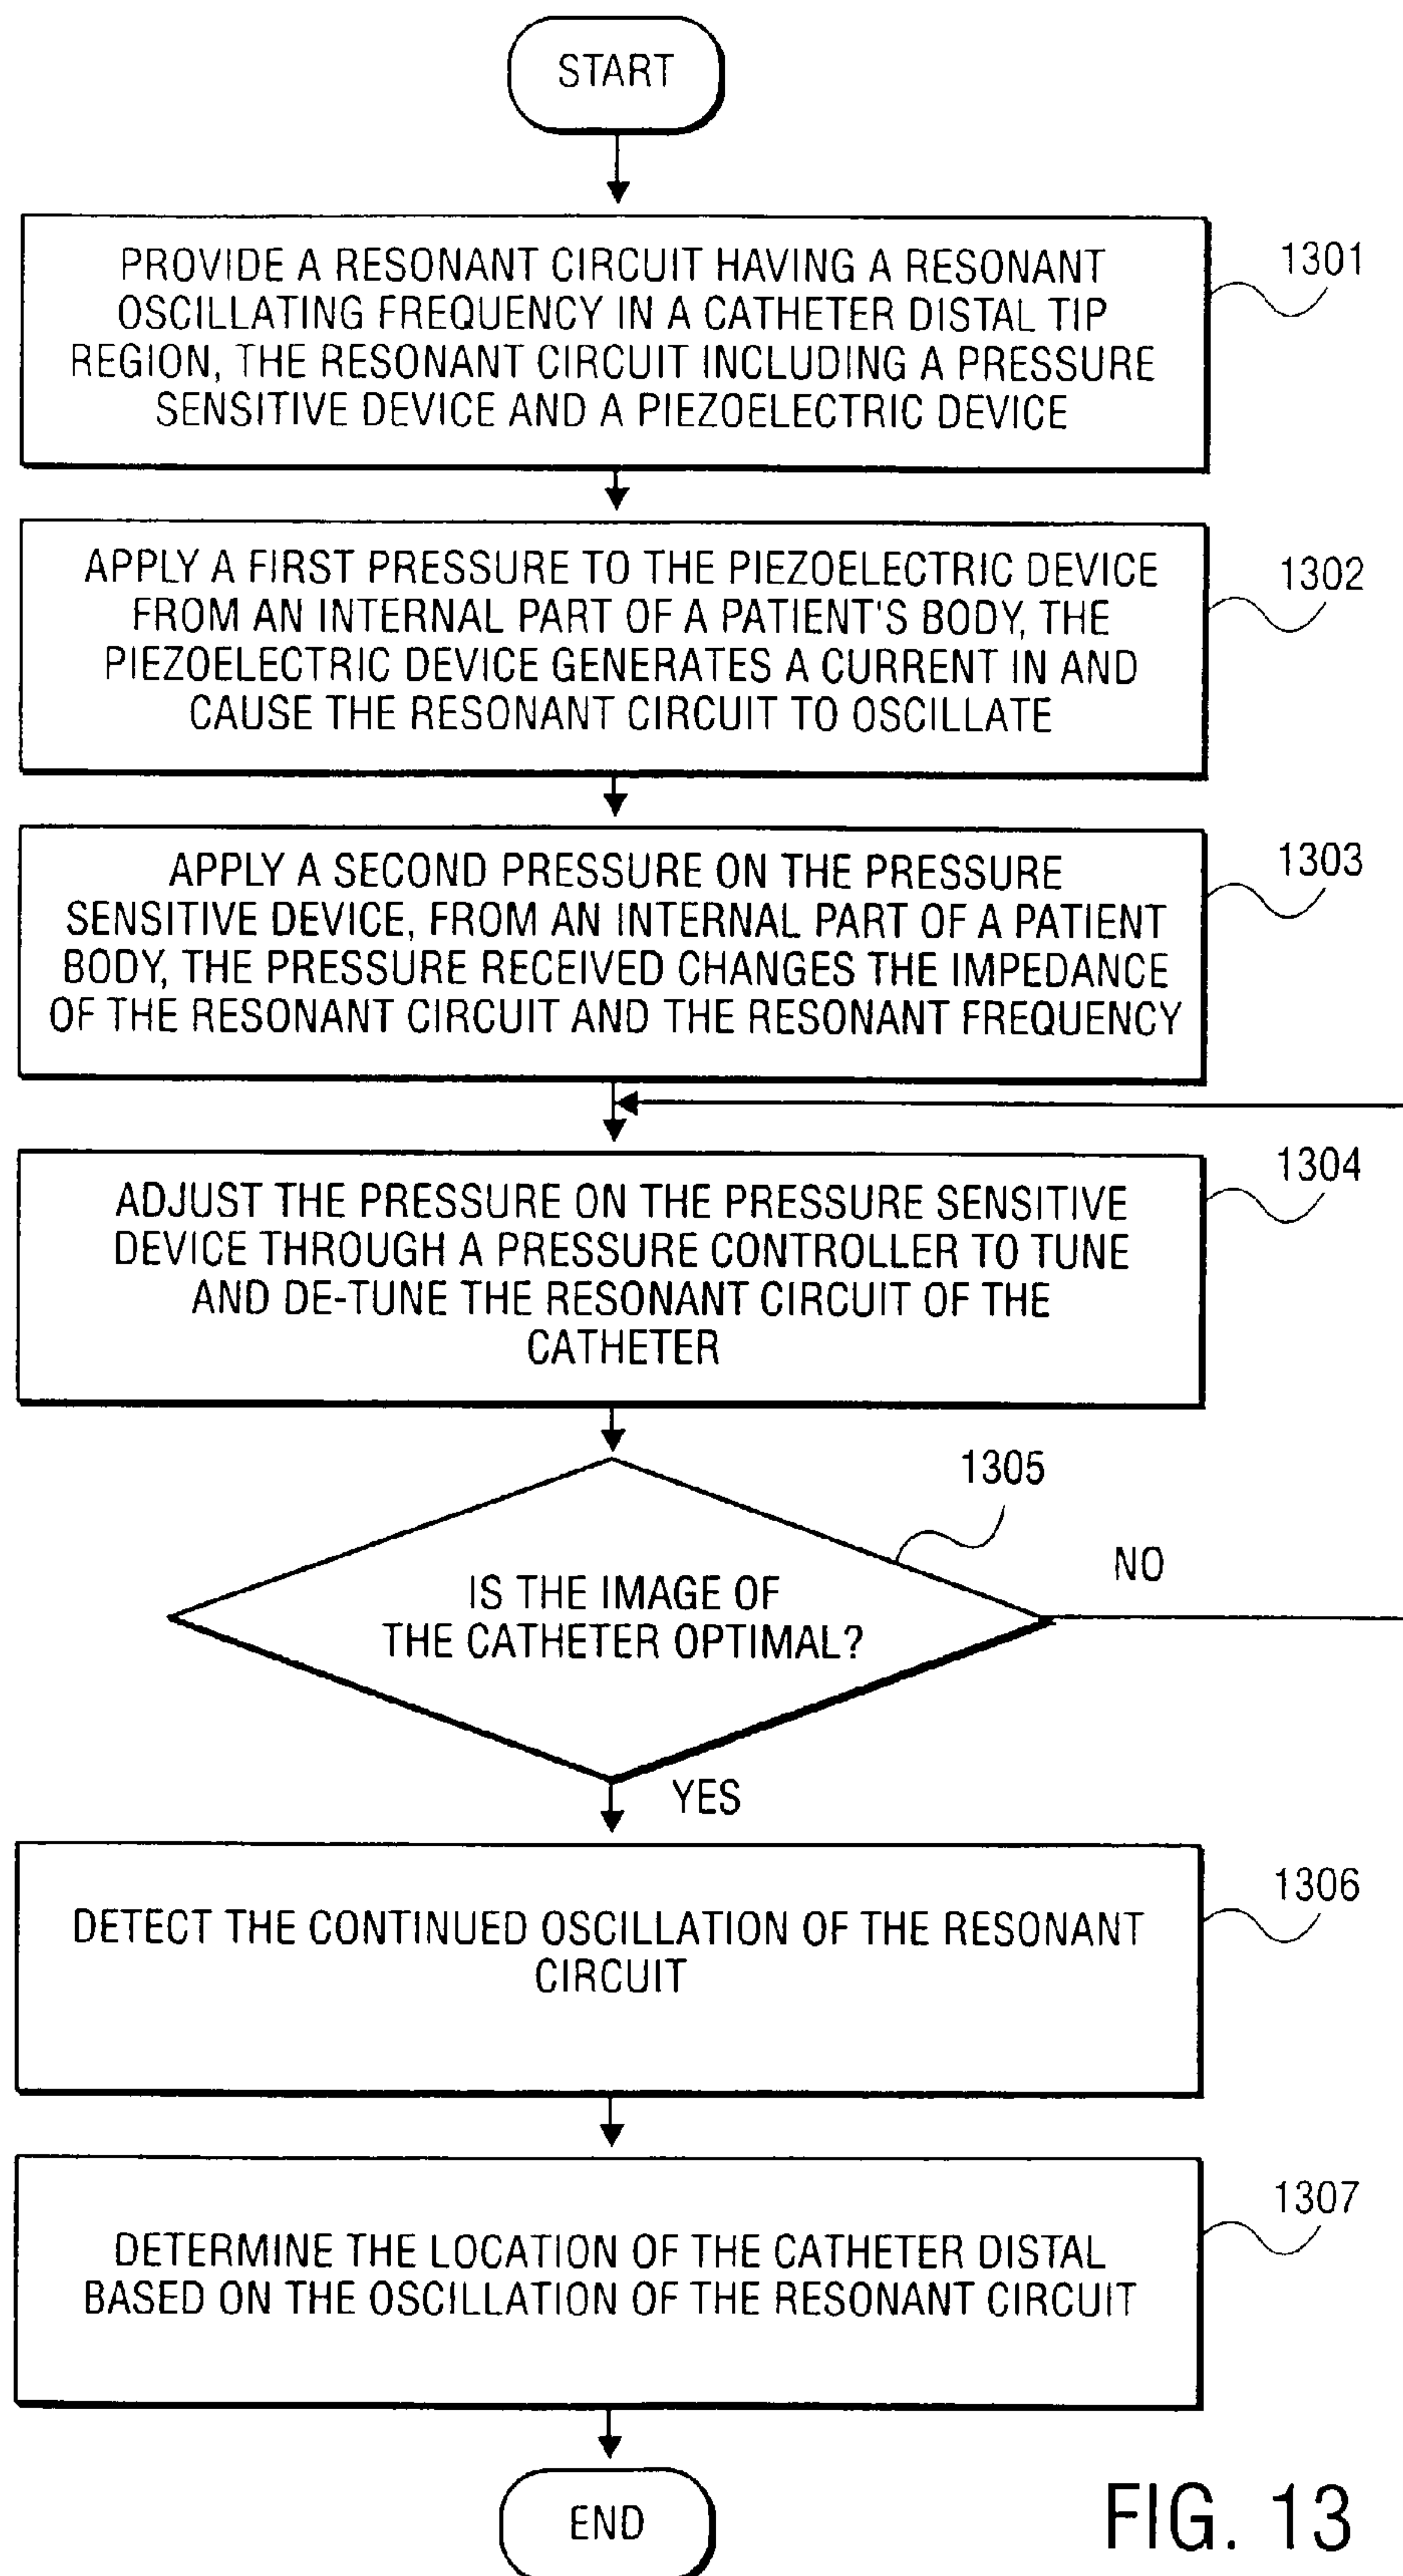 START
PROVIDE A RESONANT CIRCUIT HAVING A RESONANT
OSCILLATING FREQUENCY IN A CATHETER DISTAL TIP
REGION, THE RESONANT CIRCUIT INCLUDING A PRESSURE
SENSITIVE DEVICE AND A PIEZOELECTRIC DEVICE
1301
APPLY A FIRST PRESSURE TO THE PIEZOELECTRIC DEVICE
FROM AN INTERNAL PART OF A PATIENT'S BODY, THE
PIEZOELECTRIC DEVICE GENERATES A CURRENT IN AND
CAUSE THE RESONANT CIRCUIT TO OSCILLATE
1302
APPLY A SECOND PRESSURE ON THE PRESSURE
SENSITIVE DEVICE, FROM AN INTERNAL PART OF A PATIENT
BODY, THE PRESSURE RECEIVED CHANGES THE IMPEDANCE
OF THE RESONANT CIRCUIT AND THE RESONANT FREQUENCY
1303
ADJUST THE PRESSURE ON THE PRESSURE SENSITIVE
DEVICE THROUGH A PRESSURE CONTROLLER TO TUNE
AND DE-TUNE THE RESONANT CIRCUIT OF THE
CATHETER
1304
1305
IS THE IMAGE OF
THE CATHETER OPTIMAL?
NO
YES
DETECT THE CONTINUED OSCILLATION OF THE RESONANT
CIRCUIT
1306
DETERMINE THE LOCATION OF THE CATHETER DISTAL
BASED ON THE OSCILLATION OF THE RESONANT CIRCUIT
1307
END
FIG. 13